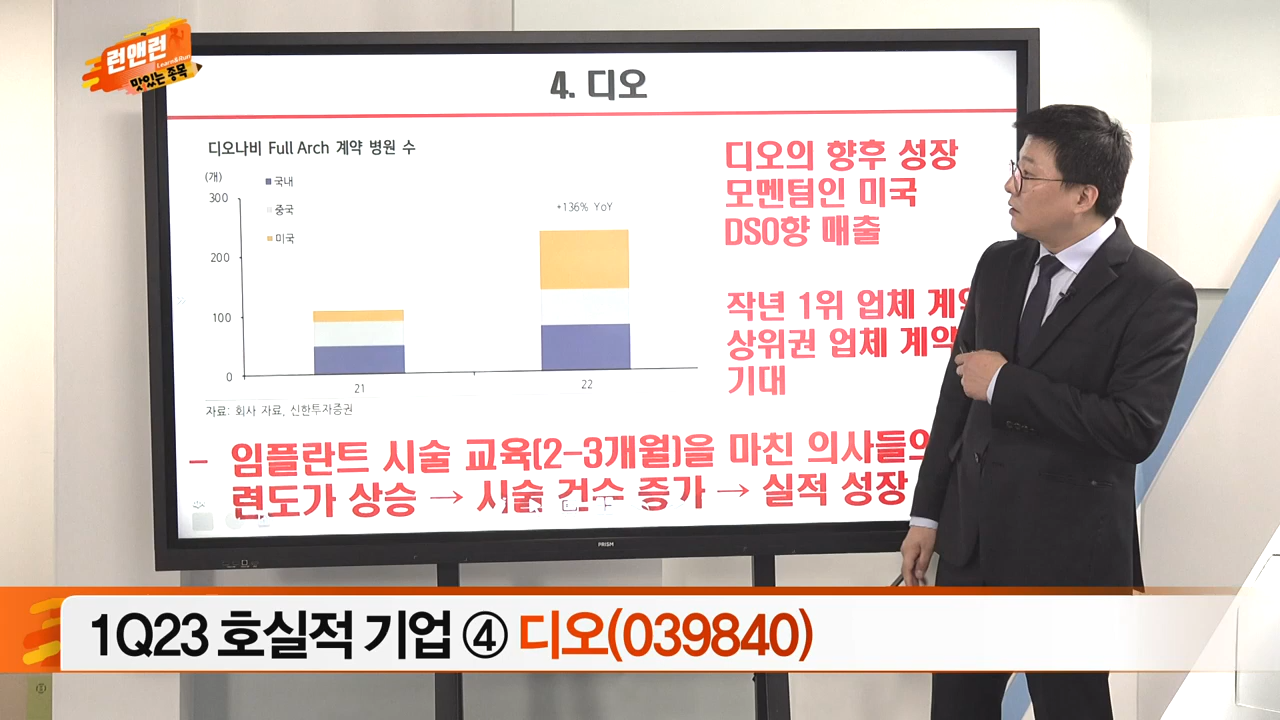 런앤런
Learn&Run
맛있는 종목
4. 디오
디오나비 Full Arch 계약 병원 수
(개)
300
200
100
0
국내
중국
미국
+136% YoY
21
22
자료: 회사 자료, 신한투자증권
디오의 향후 성장
모멘텀인 미국
DSO향 매출
작년 1위 업체
상위권 업체 계약
기대
- 임플란트 시술 교육(2-3개월)을 마친 의사들의
련도가 상승 → 시술 건수 증가 → 실적 성장
PRISM
1Q23 호실적 기업 ④ 디오(039840)